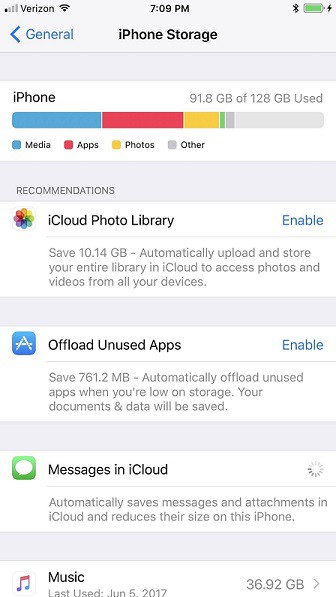 Verizon 7:09 PM
General iPhone Storage
iPhone 91.8 GB of 128 GB Used
Media Apps Photos Other
RECOMMENDATIONS
iCloud Photo Library Enable
Save 10.14 GB - Automatically upload and store
your entire library in iCloud to access photos and
videos from all your devices.
Offload Unused Apps Enable
Save 761.2 MB - Automatically offload unused
apps when you're low on storage. Your
documents & data will be saved.
Messages in iCloud
Automatically saves messages and attachments in
iCloud and reduces their size on this iPhone.
Music 36.92 GB
Last Used: Jun 5, 2017